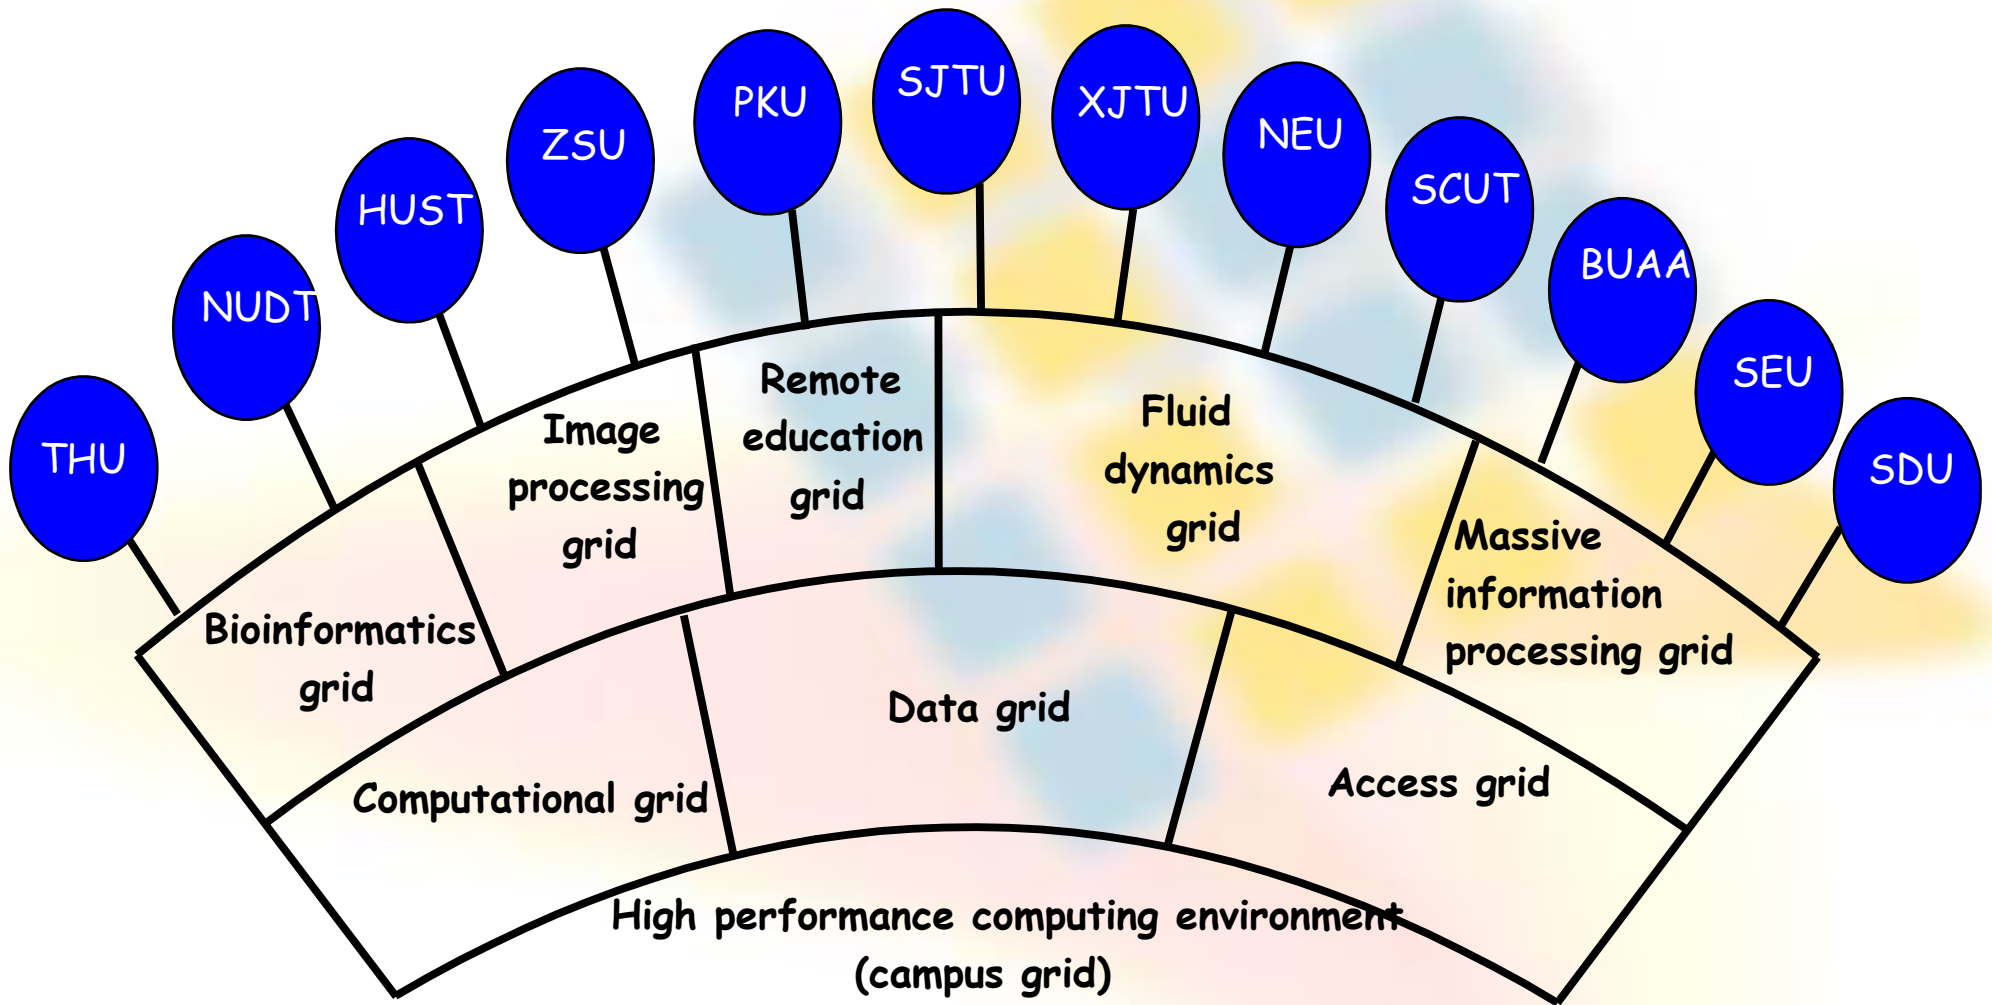 THU
NUDT
HUST
ZSU
PKU
SJTU
XJTU
NEU
SCUT
BUAA
SEU
SDU
Bioinformatics
grid
Image
processing
grid
Remote
education
grid
Fluid
dynamics
grid
Massive
information
processing grid
Computational grid
Data grid
Access grid
High performance computing environment
(campus grid)